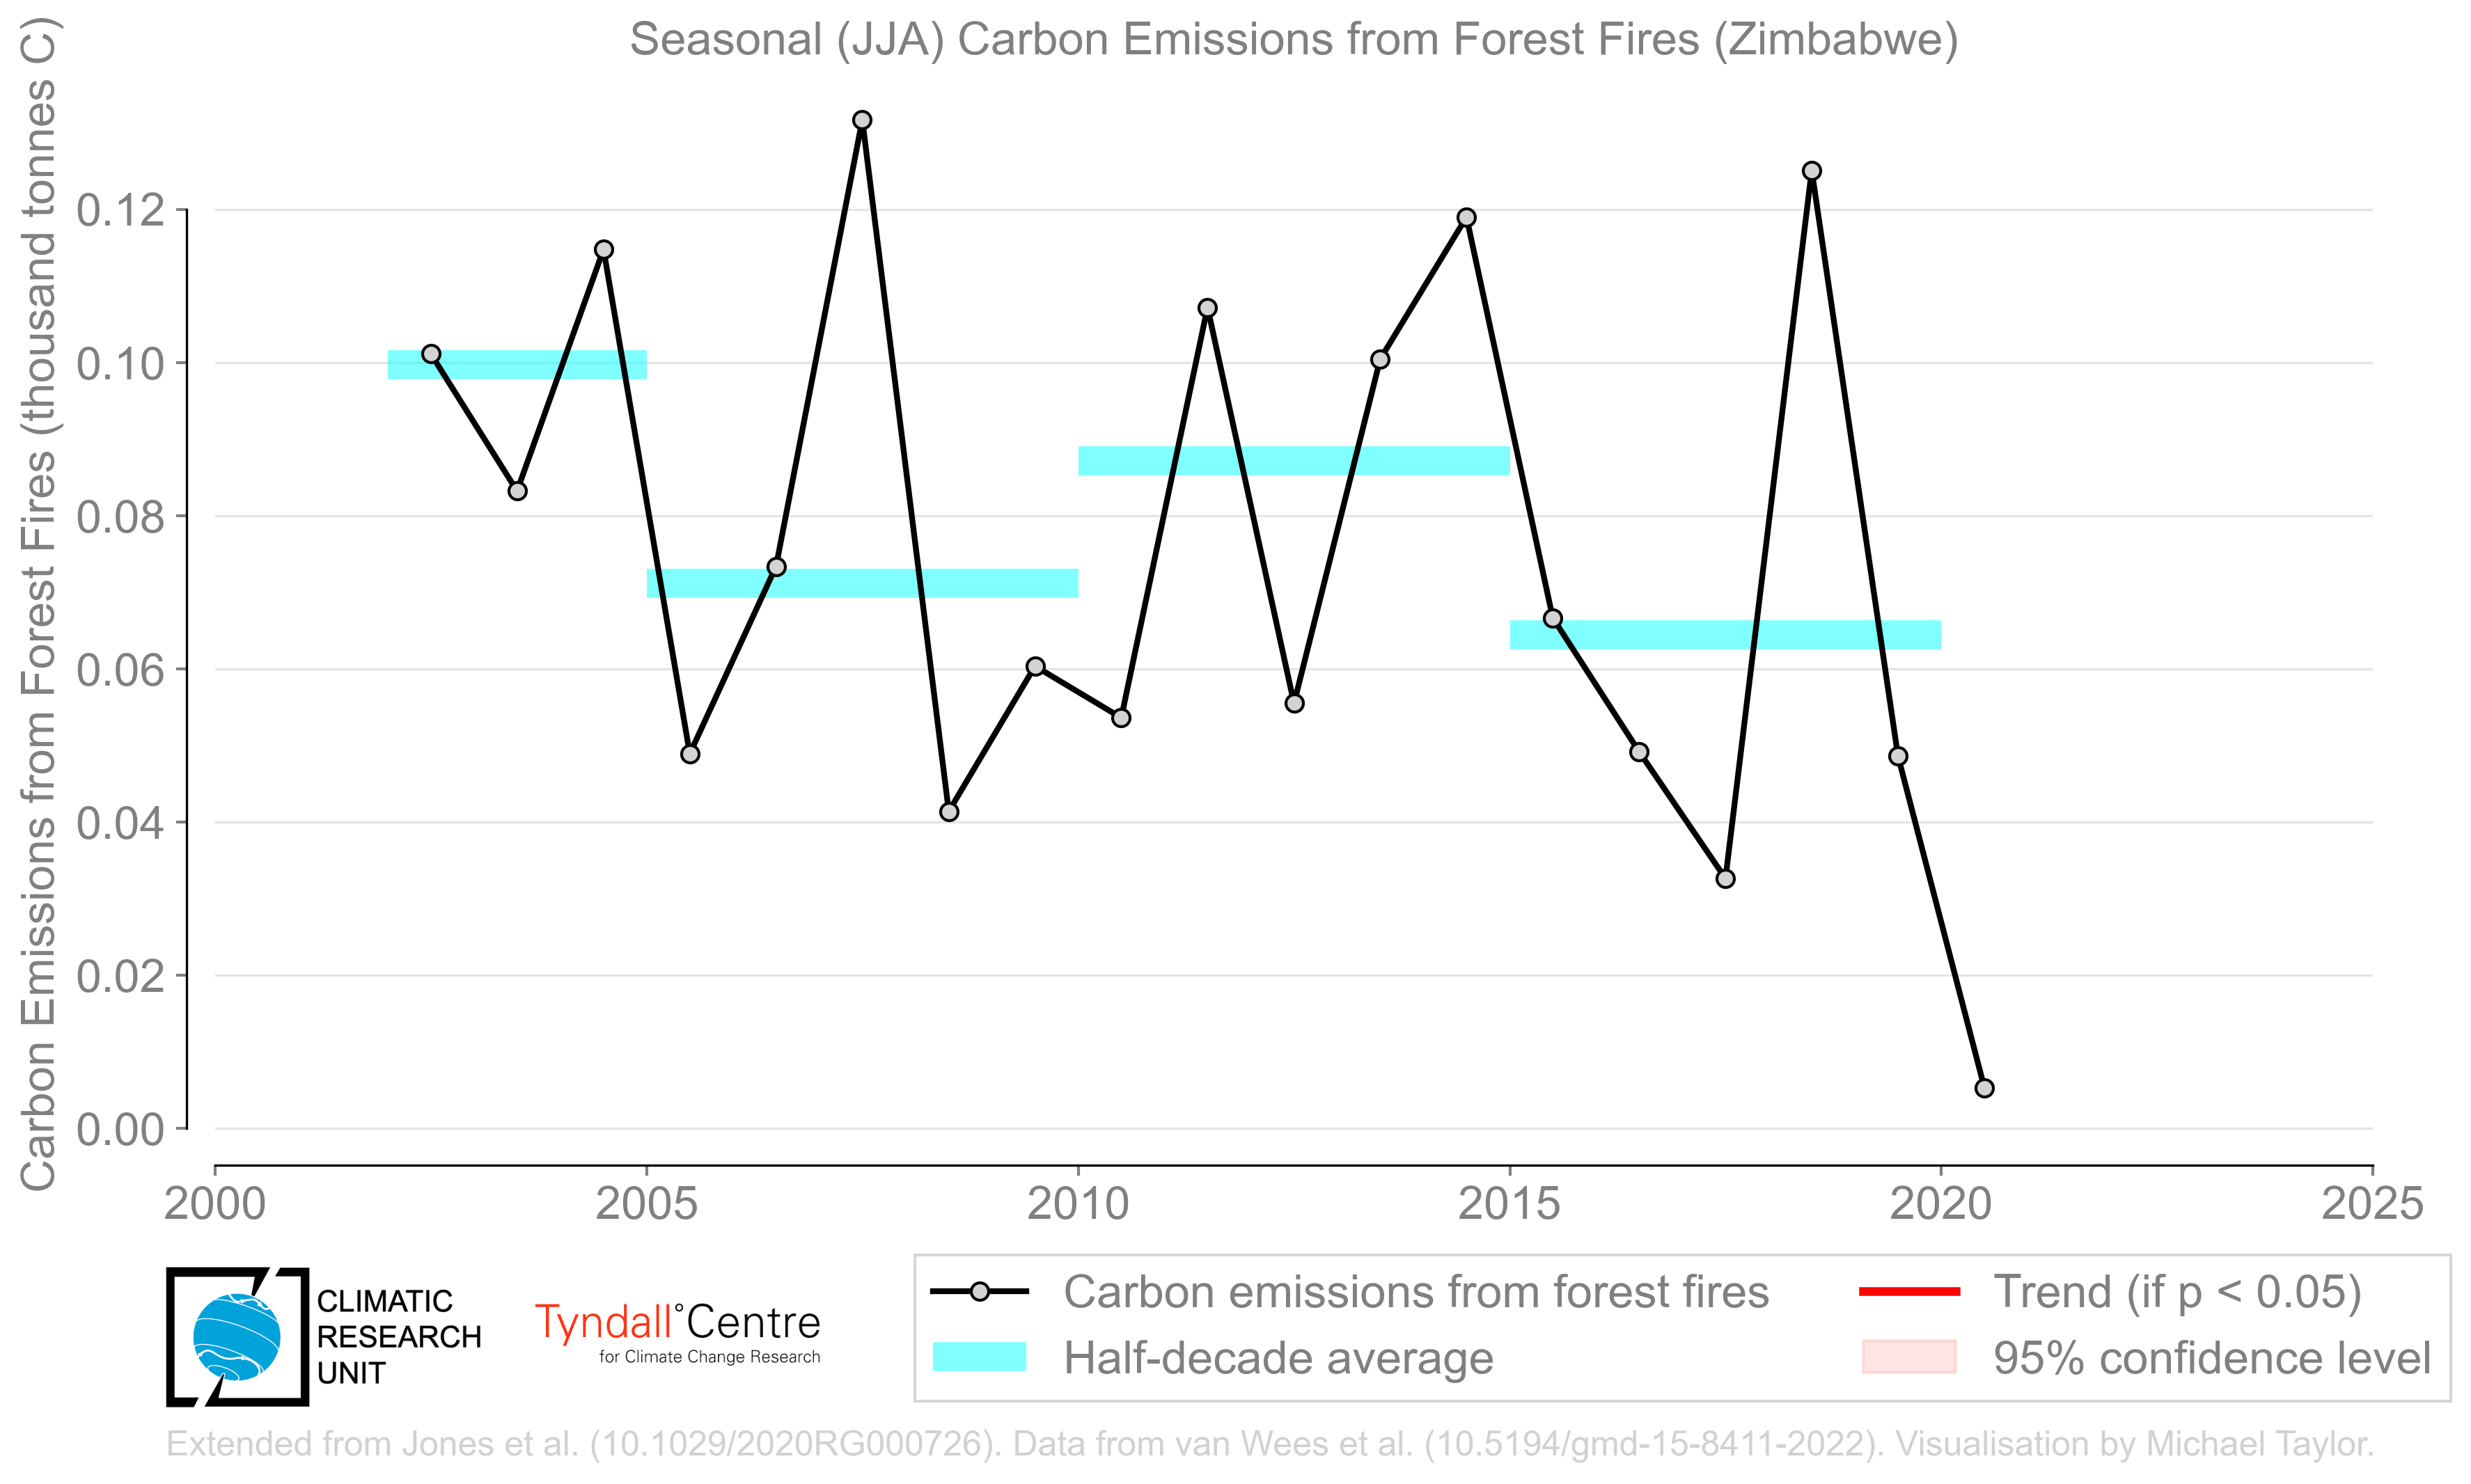 Seasonal (JJA) Carbon Emissions from Forest Fires (Zimbabwe)
Carbon Emissions from Forest Fires (thousand tonnes C)
0.12
0.10
0.08
0.06
0.04
0.02
0.00
2000 2005 2010 2015 2020 2025
CLIMATIC
RESEARCH
UNIT
Tyndall°Centre
for Climate Change Research
Carbon emissions from forest fires
Half-decade average
Trend (if p < 0.05)
95% confidence level
Extended from Jones et al. (10.1029/2020RG000726). Data from van Wees et al. (10.5194/gmd-15-8411-2022). Visualisation by Michael Taylor.